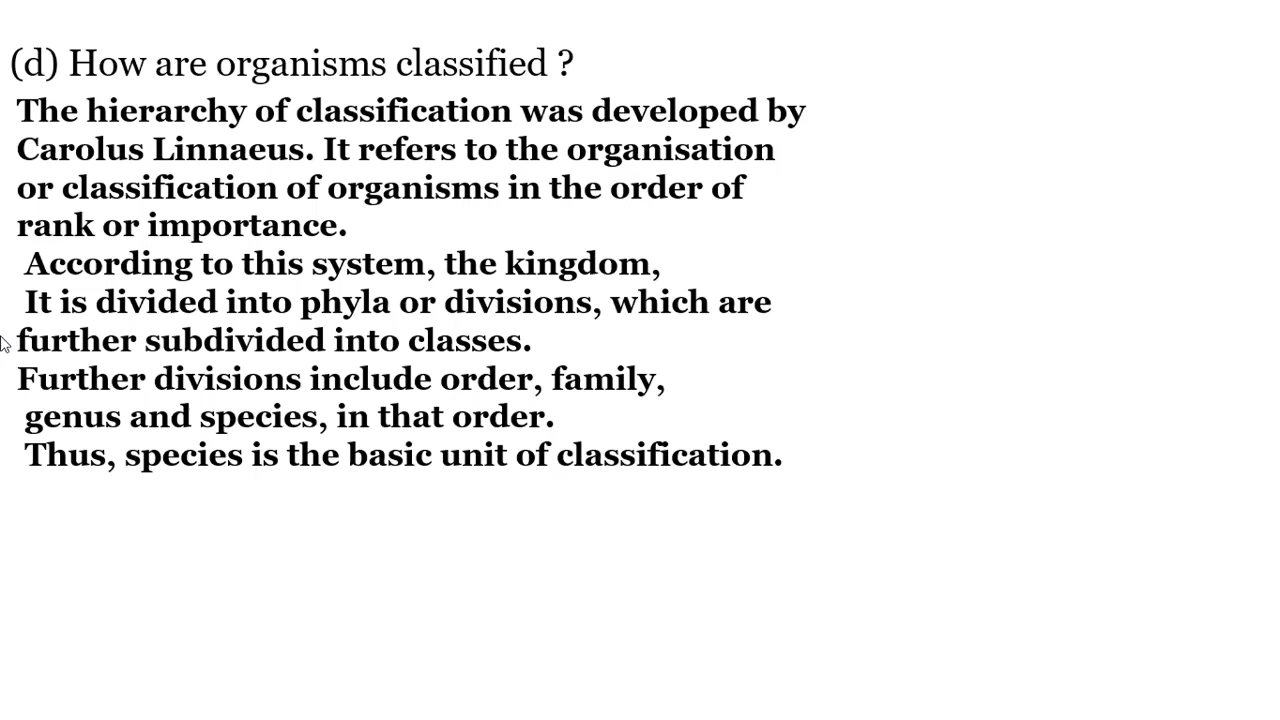 (d) How are organisms classified ?
The hierarchy of classification was developed by
Carolus Linnaeus. It refers to the organisation
or classification of organisms in the order of
rank or importance.
According to this system, the kingdom,
It is divided into phyla or divisions, which are
further subdivided into classes.
Further divisions include order, family,
genus and species, in that order.
Thus, species is the basic unit of classification.